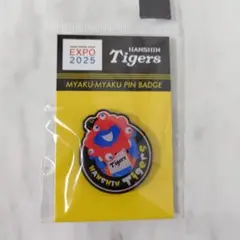 EXPO
2025
HANSHIN
Tigers
MYAKU-MYAKU PIN BADGE
Tigers
HANSHIN Tigers